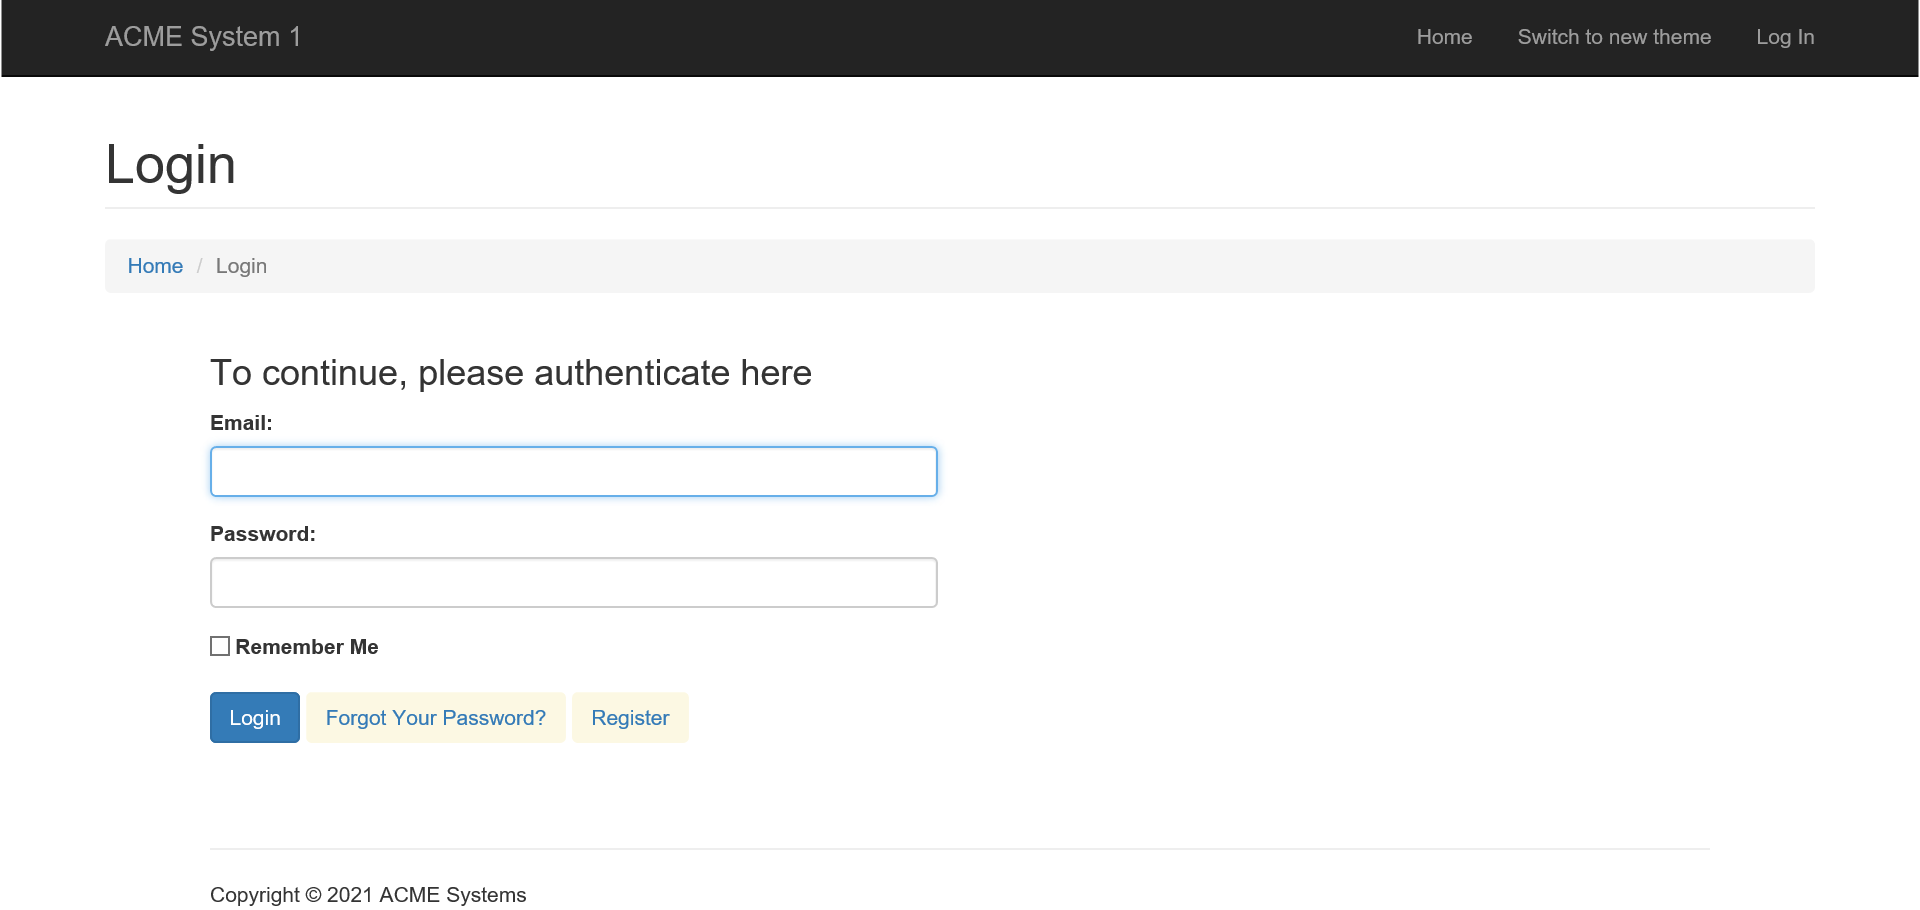 ACME System 1 Home Switch to new theme Log In
Login
Home / Login
To continue, please authenticate here
Email:
Password:
Remember Me
Login Forgot Your Password? Register
Copyright © 2021 ACME Systems